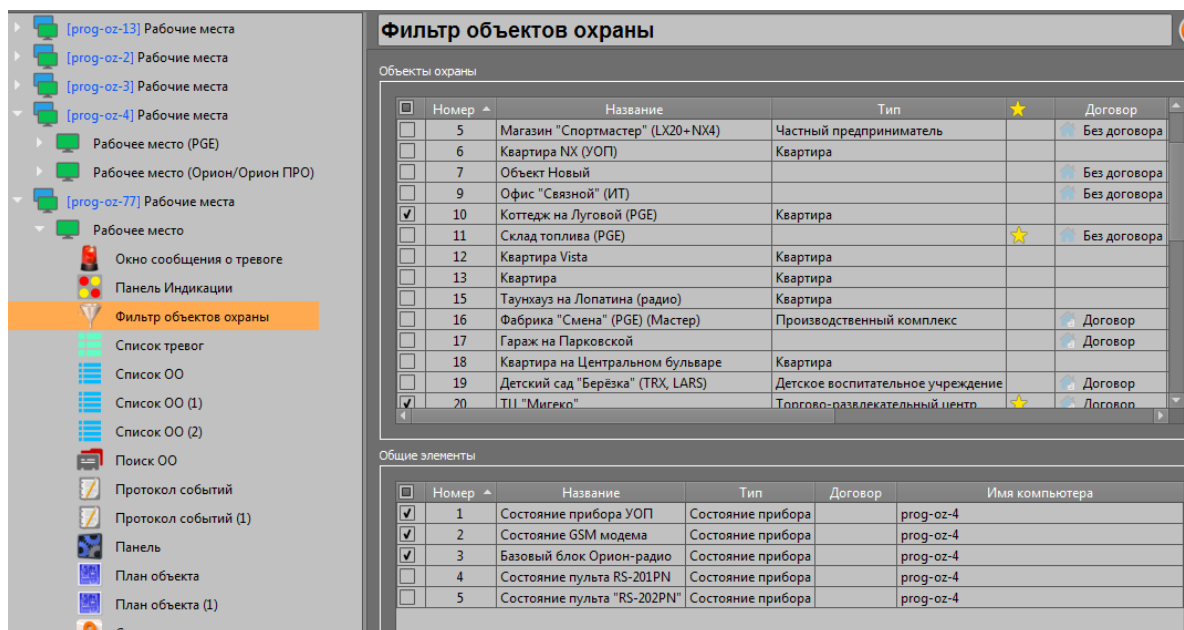 [prog-oz-13] Рабочие места
[prog-oz-2] Рабочие места
[prog-oz-3] Рабочие места
[prog-oz-4] Рабочие места
Рабочее место (PGE)
Рабочее место (Орион/Орион ПРО)
[prog-oz-77] Рабочие места
Рабочее место
Окно сообщения о тревоге
Панель Индикации
Фильтр объектов охраны
Список тревог
Список ОО
Список ОО (1)
Список ОО (2)
Поиск ОО
Протокол событий
Протокол событий (1)
Панель
План объекта
План объекта (1)
Фильтр объектов охраны
Объекты охраны
Номер Название Тип Договор
5 Магазин "Спортмастер" (LX20+NX4) Частный предприниматель Без договора
6 Квартира NX (УОП) Квартира
7 Объект Новый Без договора
9 Офис "Связной" (ИТ) Без договора
10 Коттедж на Луговой (PGE) Квартира
11 Склад топлива (PGE) Без договора
12 Квартира Vista Квартира
13 Квартира Квартира
15 Таунхауз на Лопатина (радио) Квартира
16 Фабрика "Смена" (PGE) (Мастер) Производственный комплекс Договор
17 Гараж на Парковской Договор
18 Квартира на Центральном бульваре Квартира
19 Детский сад "Берёзка" (TRX, LARS) Детское воспитательное учреждение Договор
20 ТЦ "Мигеко" Торгово-развлекательный центр Договор
Общие элементы
Номер Название Тип Договор Имя компьютера
1 Состояние прибора УОП Состояние прибора prog-oz-4
2 Состояние GSM модема Состояние прибора prog-oz-4
3 Базовый блок Орион-радио Состояние прибора prog-oz-4
4 Состояние пульта RS-201PN Состояние прибора prog-oz-4
5 Состояние пульта "RS-202PN" Состояние прибора prog-oz-4